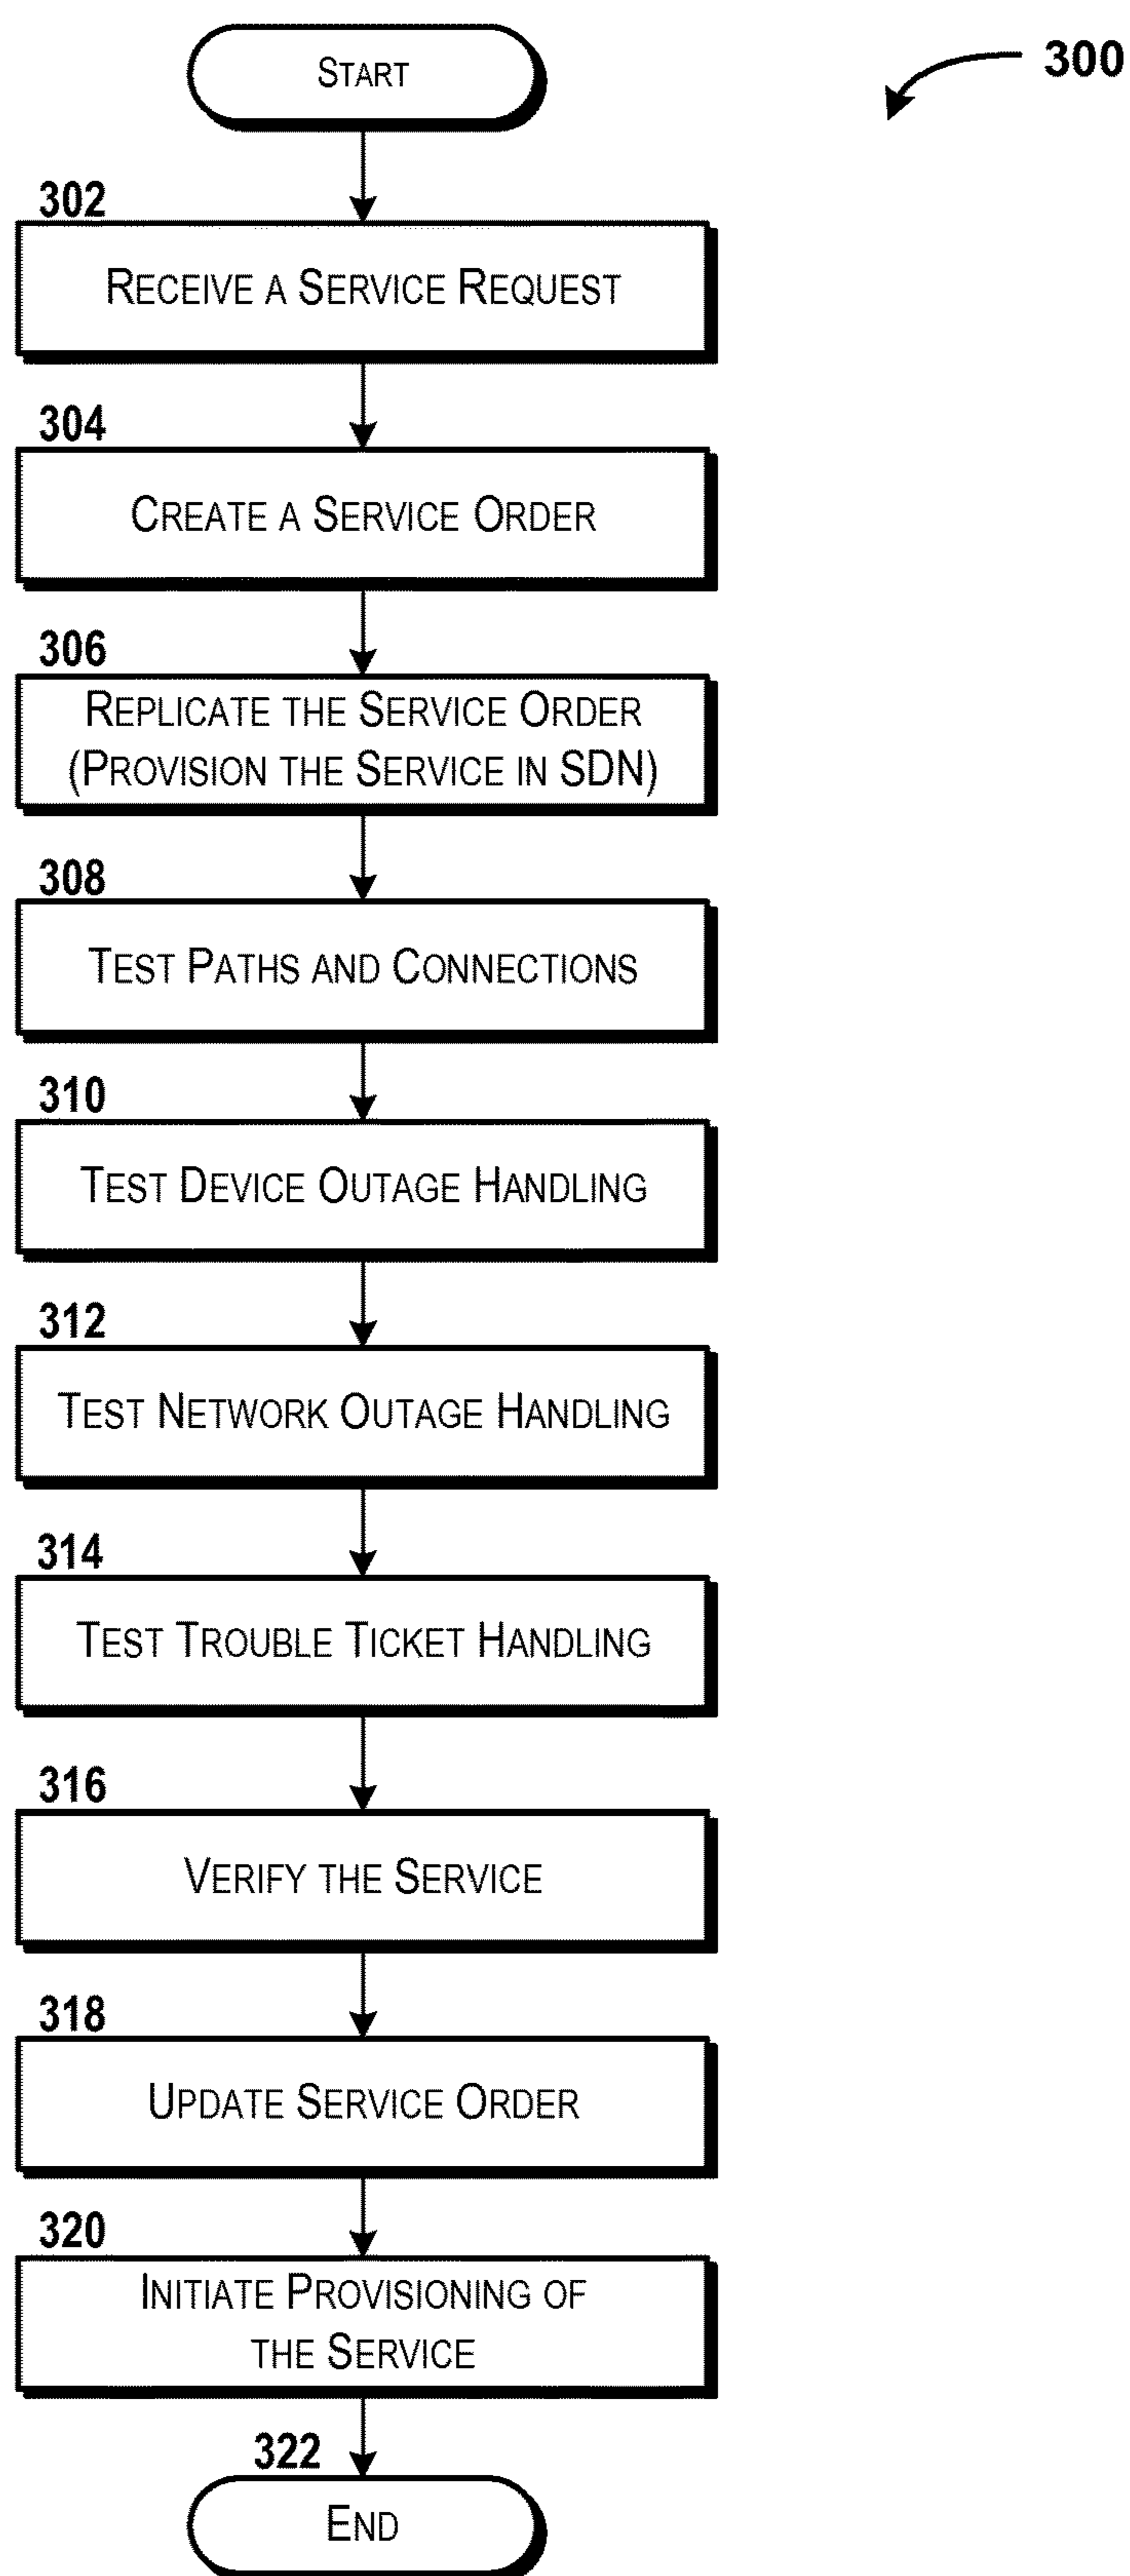 START
300
302
RECEIVE A SERVICE REQUEST
304
CREATE A SERVICE ORDER
306
REPLICATE THE SERVICE ORDER
(PROVISION THE SERVICE IN SDN)
308
TEST PATHS AND CONNECTIONS
310
TEST DEVICE OUTAGE HANDLING
312
TEST NETWORK OUTAGE HANDLING
314
TEST TROUBLE TICKET HANDLING
316
VERIFY THE SERVICE
318
UPDATE SERVICE ORDER
320
INITIATE PROVISIONING OF
THE SERVICE
322
END